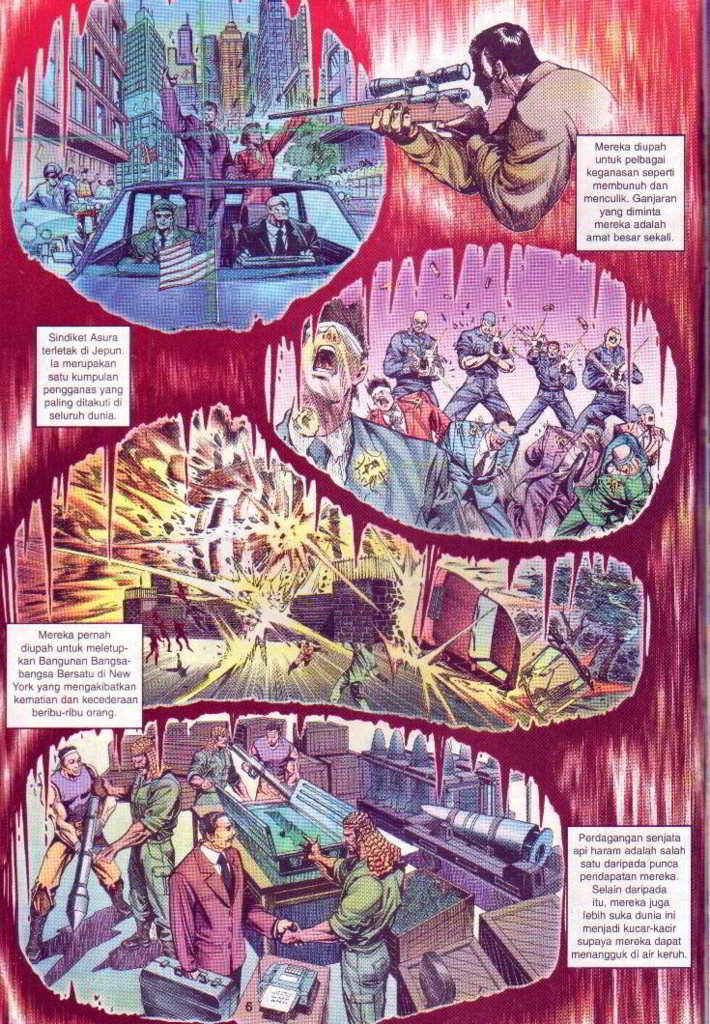 Mereka diupah
untuk pelbagai
keganasan seperti
membunuh dan
menculik. Ganjaran
yang diminta
mereka adalah
amat besar sekali.
Sindiket Asura
terletak di Jepun.
Ia merupakan
satu kumpulan
pengganas yang
paling ditakuti di
seluruh dunia.
Mereka pernah
diupah untuk meletup-
kan Bangunan Bangsa-
bangsa Bersatu di New
York yang mengakibatkan
kematian dan kecederaan
beribu-ribu orang.
Perdagangan senjata
api haram adalah salah
satu daripada punca
pendapatan mereka.
Selain daripada
itu, mereka juga
lebih suka dunia ini
menjadi kucar-kacir
supaya mereka dapat
menangguk di air keruh.
6